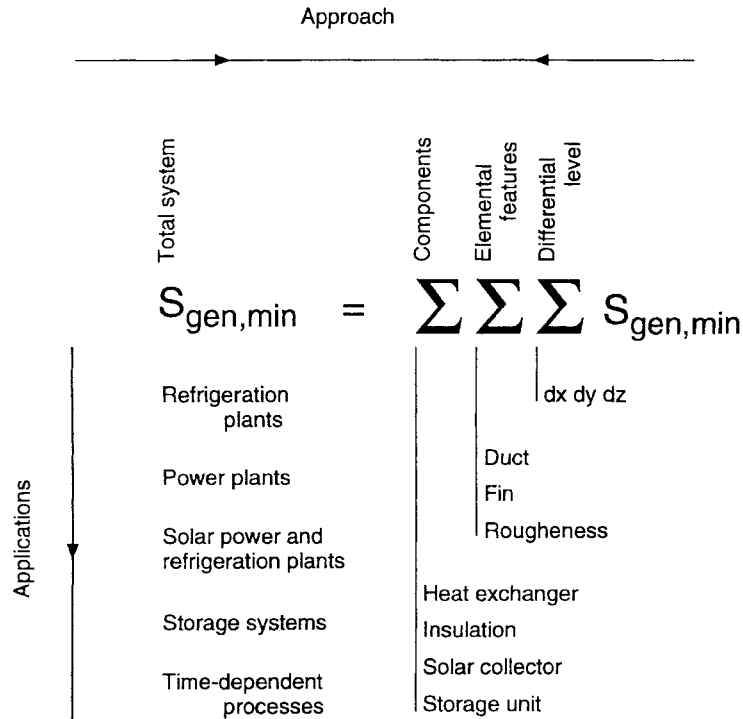 Approach
Total system
Components
Elemental
features
Differential
level
S_gen,min = Σ Σ Σ S_gen,min
Applications
Refrigeration
plants
Power plants
Solar power and
refrigeration plants
Storage systems
Time-dependent
processes
dx dy dz
Duct
Fin
Rougheness
Heat exchanger
Insulation
Solar collector
Storage unit